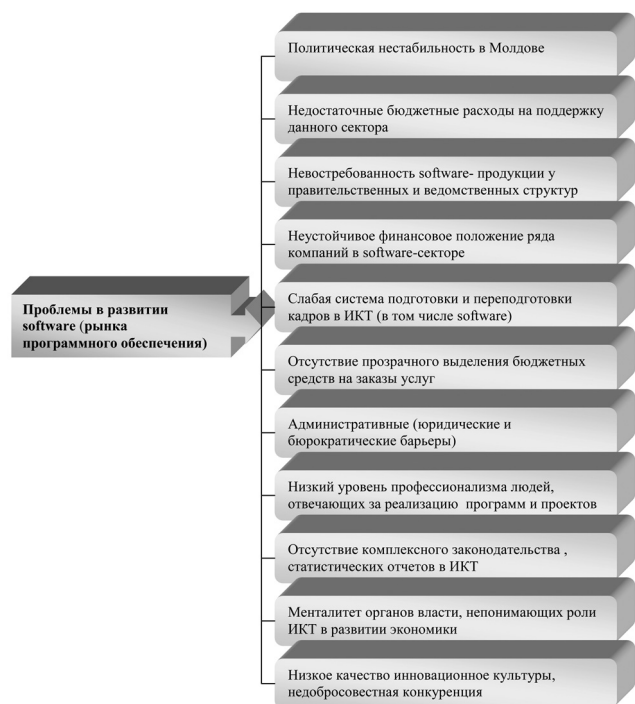 Политическая нестабильность в Молдове
Недостаточные бюджетные расходы на поддержку
данного сектора
Невостребованность software- продукции у
правительственных и ведомственных структур
Неустойчивое финансовое положение ряда
компаний в software-секторе
Проблемы в развитии
software (рынка
программного обеспечения)
Слабая система подготовки и переподготовки
кадров в ИКТ (в том числе software)
Отсутствие прозрачного выделения бюджетных
средств на заказы услуг
Административные (юридические и
бюрократические барьеры)
Низкий уровень профессионализма людей,
отвечающих за реализацию программ и проектов
Отсутствие комплексного законодательства ,
статистических отчетов в ИКТ
Менталитет органов власти, непонимающих роли
ИКТ в развитии экономики
Низкое качество инновационное культуры,
недобросовестная конкуренция